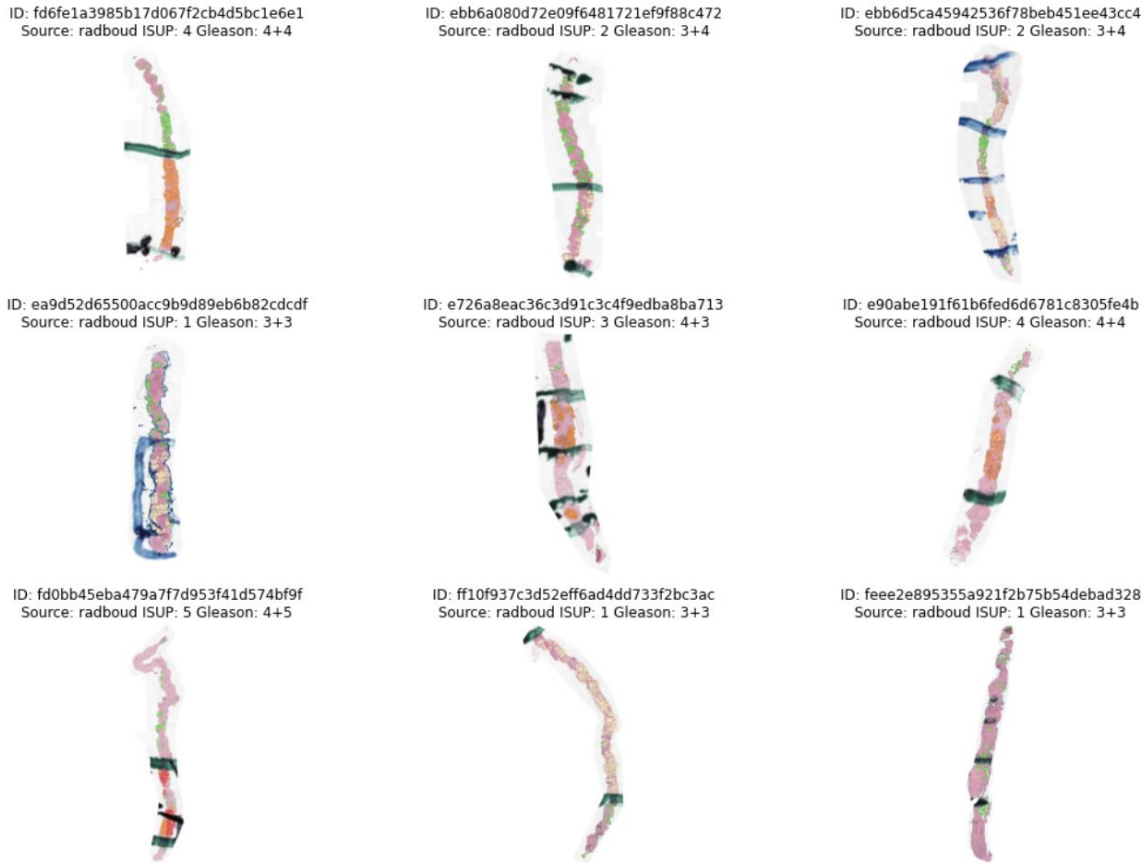 ID: fd6fe1a3985b17d067f2cb4d5bc1e6e1
Source: radboud ISUP: 4 Gleason: 4+4
ID: ebb6a080d72e09f6481721ef9f88c472
Source: radboud ISUP: 2 Gleason: 3+4
ID: ebb6d5ca45942536f78beb451ee43cc4
Source: radboud ISUP: 2 Gleason: 3+4
ID: ea9d52d65500acc9b9d89eb6b82cdcdf
Source: radboud ISUP: 1 Gleason: 3+3
ID: e726a8eac36c3d91c3c4f9edba8ba713
Source: radboud ISUP: 3 Gleason: 4+3
ID: e90abe191f61b6fed6d6781c8305fe4b
Source: radboud ISUP: 4 Gleason: 4+4
ID: fd0bb45eba479a7f7d953f41d574bf9f
Source: radboud ISUP: 5 Gleason: 4+5
ID: ff10f937c3d52eff6ad4dd733f2bc3ac
Source: radboud ISUP: 1 Gleason: 3+3
ID: feee2e895355a921f2b75b54debad328
Source: radboud ISUP: 1 Gleason: 3+3